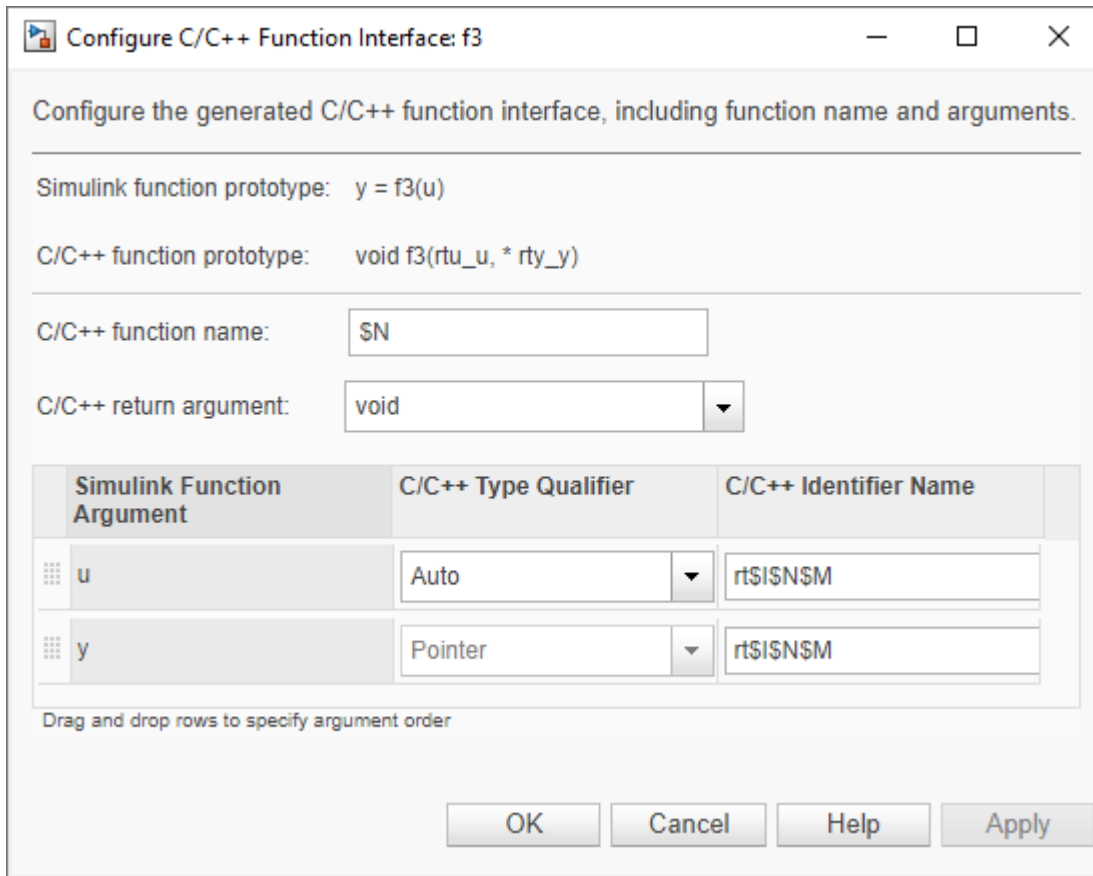 Configure C/C++ Function Interface: f3
Configure the generated C/C++ function interface, including function name and arguments.
Simulink function prototype: y = f3(u)
C/C++ function prototype: void f3(rtu_u, * rty_y)
C/C++ function name: $N
C/C++ return argument: void
Simulink Function Argument C/C++ Type Qualifier C/C++ Identifier Name
u Auto rt$I$N$M
y Pointer rt$I$N$M
Drag and drop rows to specify argument order
OK Cancel Help Apply